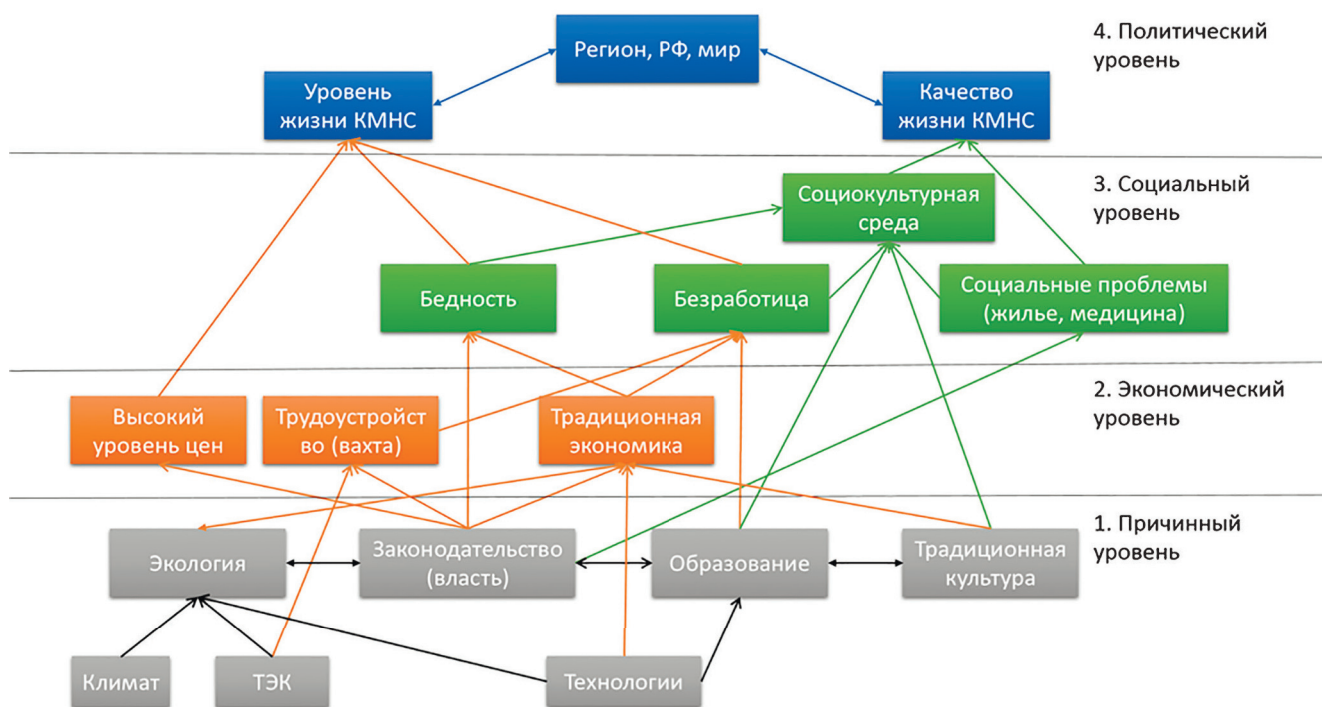 Регион, РФ, мир
4. Политический
уровень
Уровень
жизни КМНС
Качество
жизни КМНС
Социокультурная
среда
3. Социальный
уровень
Бедность
Безработица
Социальные проблемы
(жилье, медицина)
Высокий
уровень цен
Трудоустройст
во (вахта)
Традиционная
экономика
2. Экономический
уровень
Экология
Законодательство
(власть)
Образование
Традиционная
культура
1. Причинный
уровень
Климат
ТЭК
Технологии